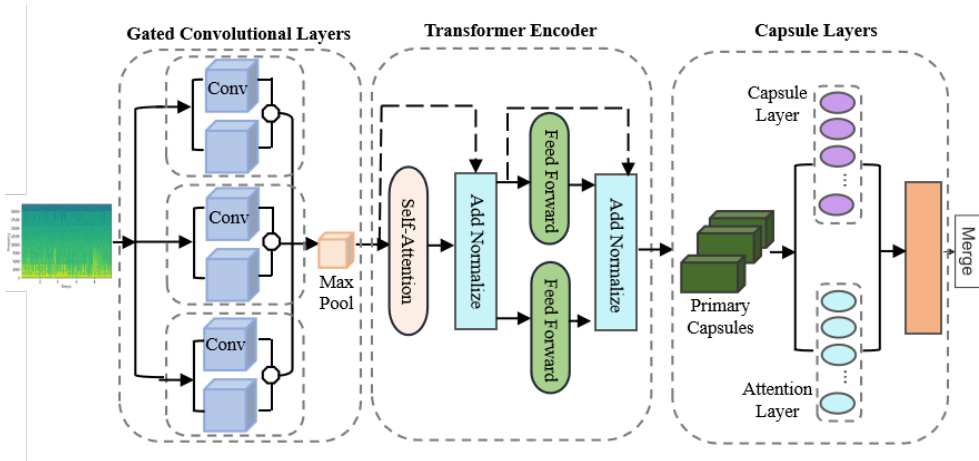 Gated Convolutional Layers
Transformer Encoder
Capsule Layers
Conv
Conv
Conv
Max
Pool
Self-Attention
Add Normalize
Feed Forward
Feed Forward
Add Normalize
Primary
Capsules
Capsule
Layer
Attention
Layer
Merge